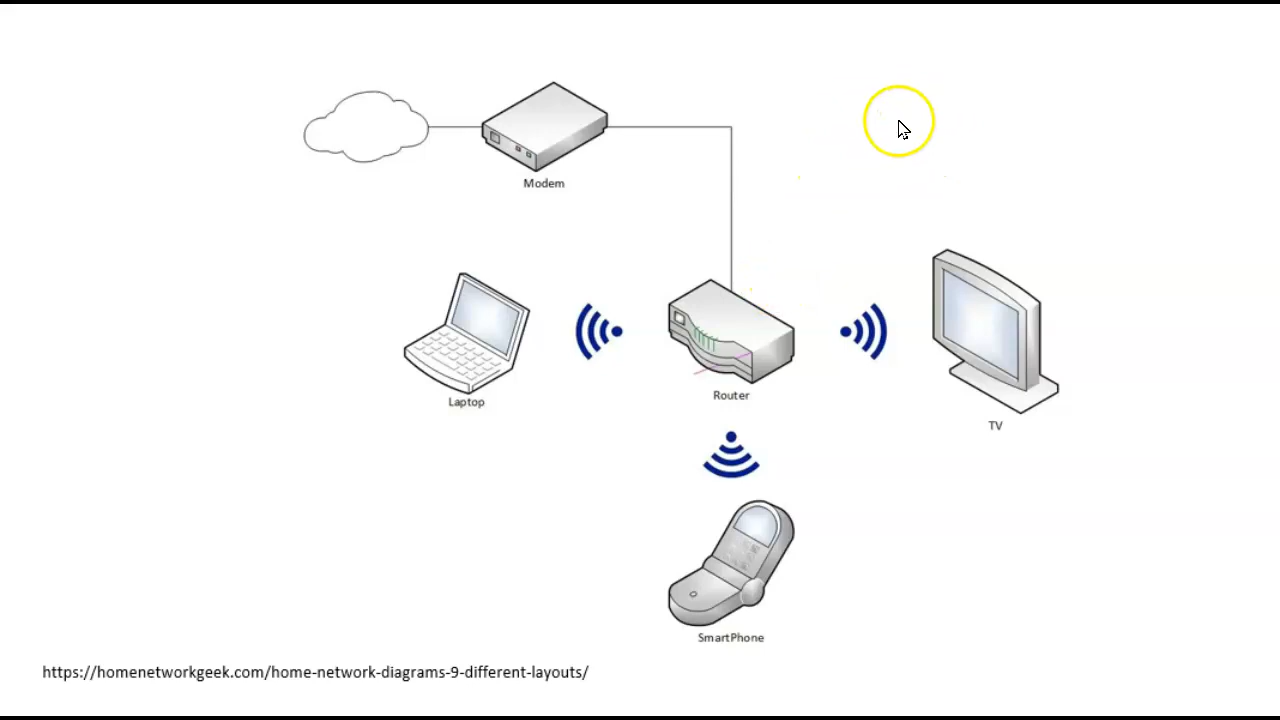 Modem
Laptop
Router
TV
SmartPhone
https://homenetworkgeek.com/home-network-diagrams-9-different-layouts/